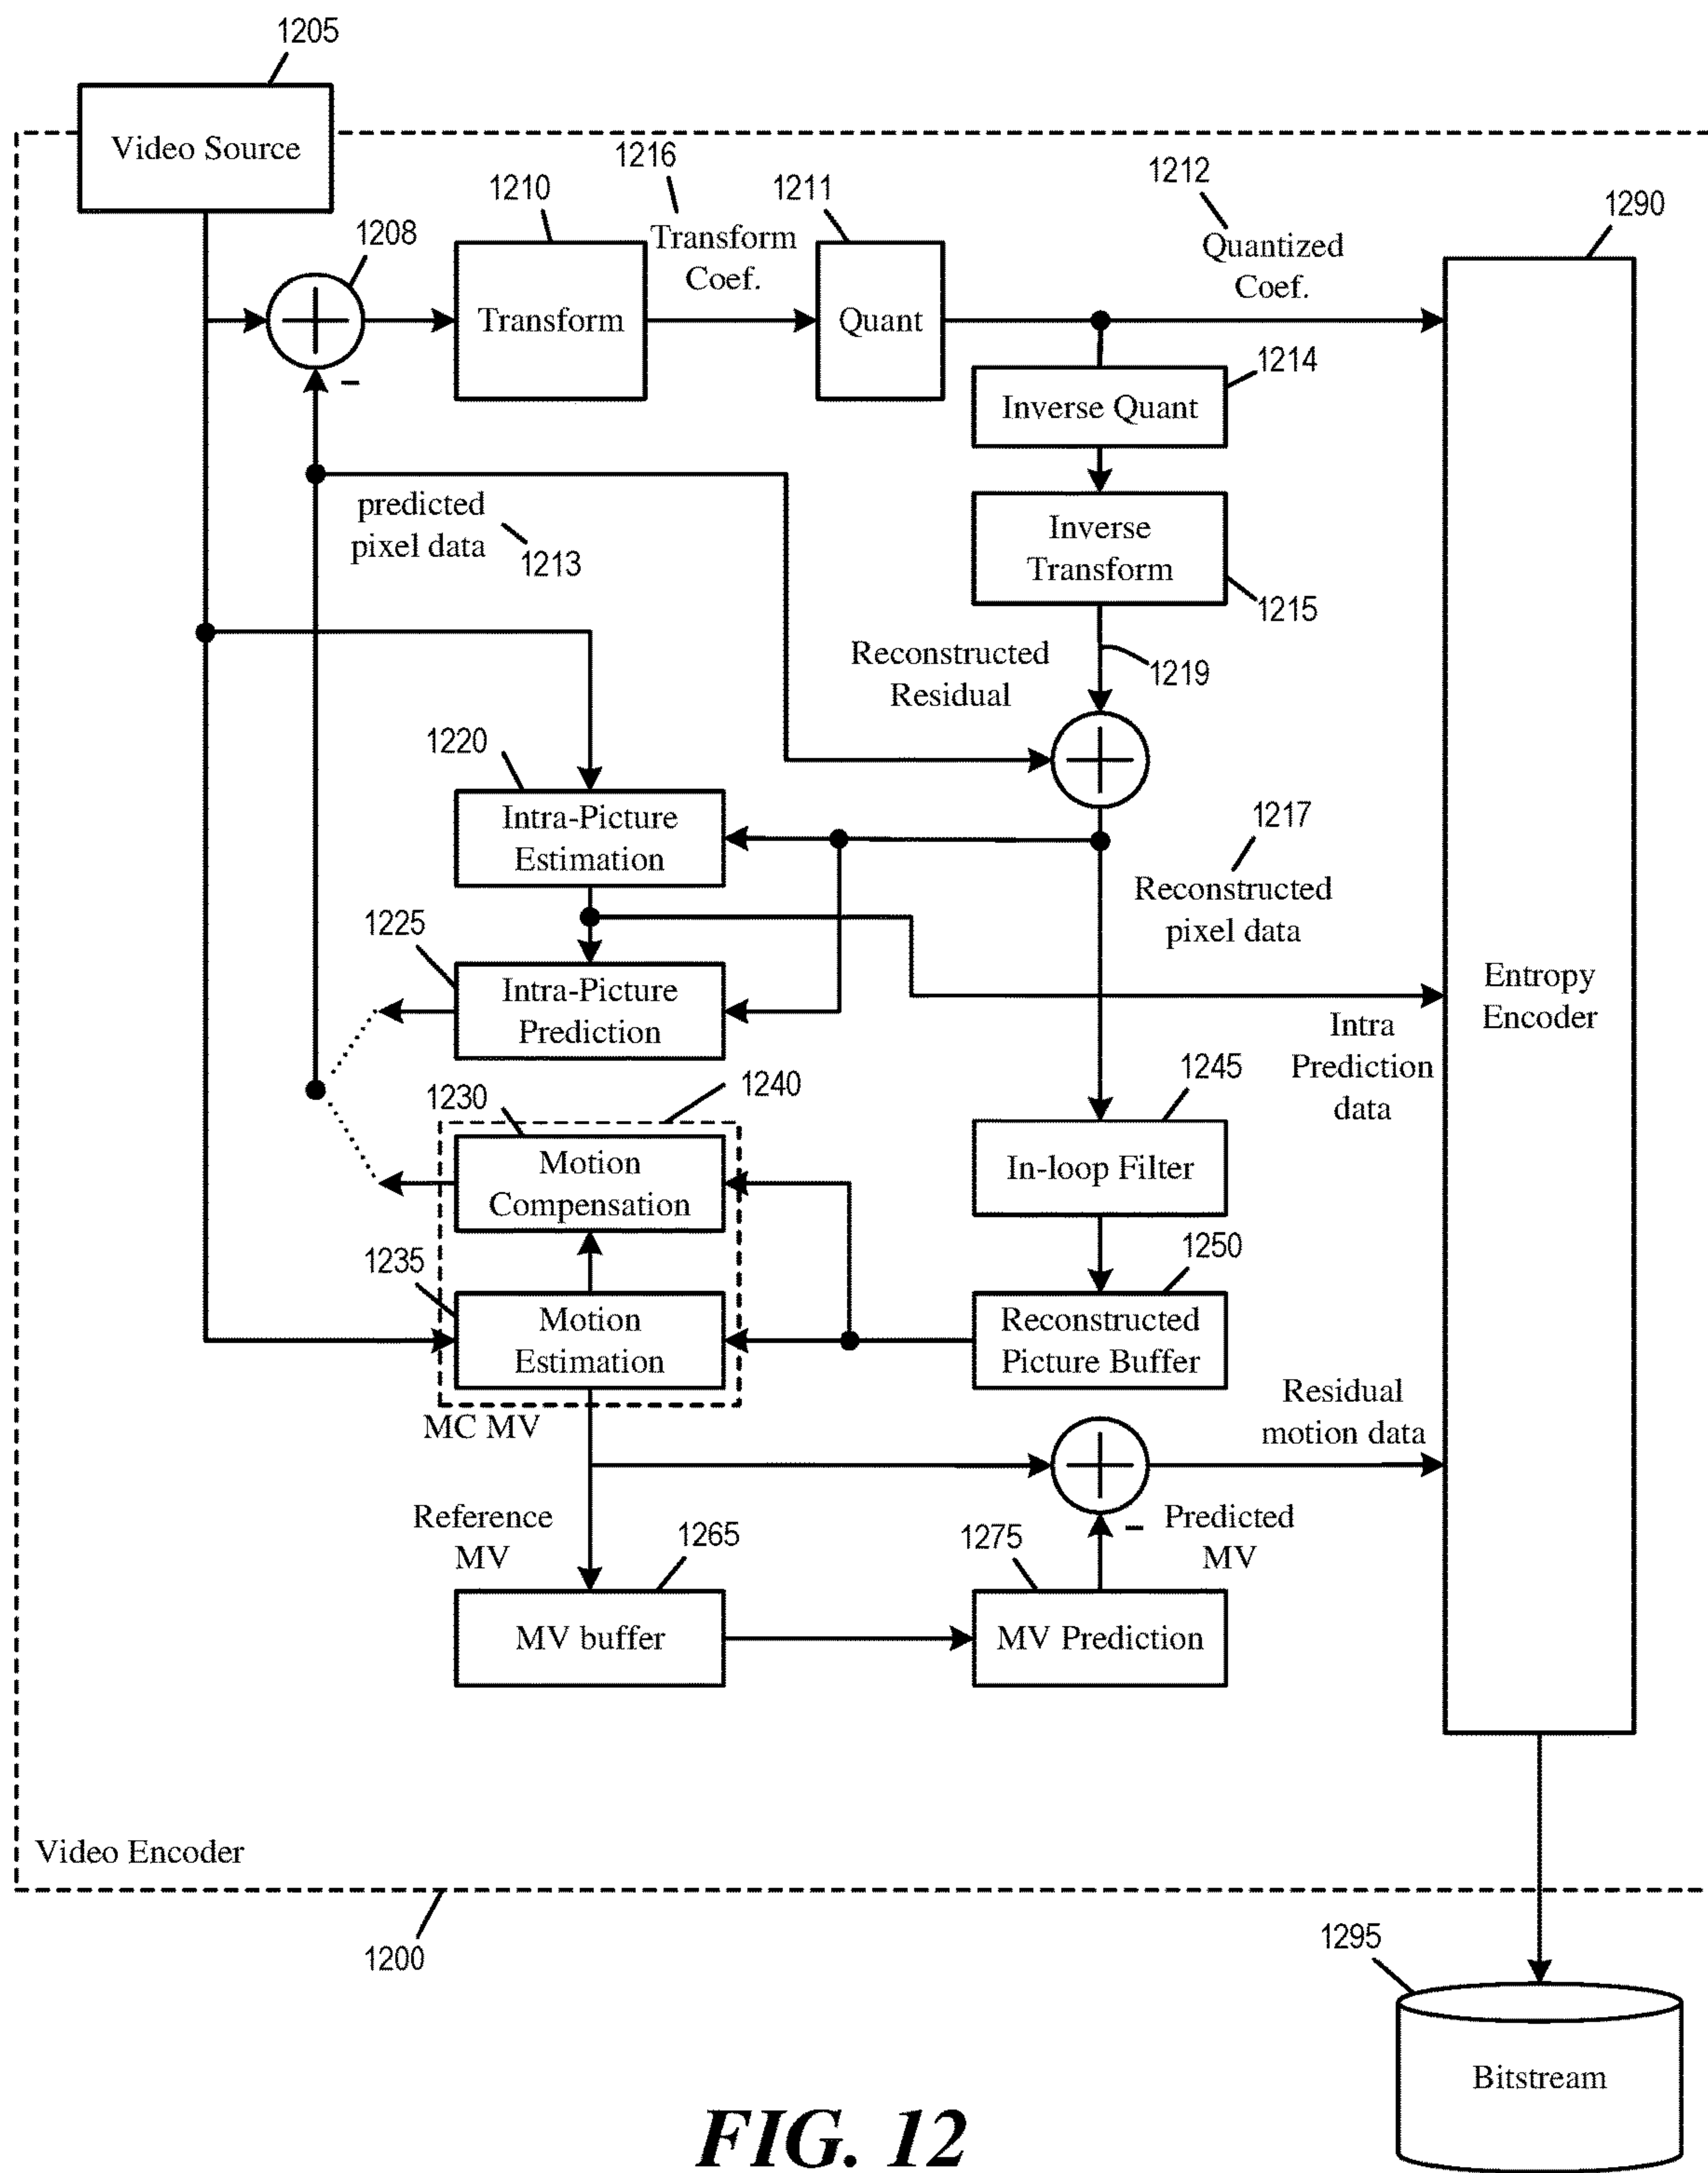 1205
Video Source
1216
1212
1210
1211
1290
1208
Transform
Coef.
Quantized
Coef.
Transform
Quant
-
1214
Inverse Quant
predicted
pixel data
1213
Inverse
Transform
1215
Reconstructed
Residual
1219
1220
Intra-Picture
Estimation
1217
Reconstructed
pixel data
1225
Intra-Picture
Prediction
Entropy
Encoder
Intra
Prediction
data
1230
1240
1245
Motion
Compensation
In-loop Filter
1235
1250
Motion
Estimation
Reconstructed
Picture Buffer
MC MV
Residual
motion data
Reference
MV
1265
1275
-
Predicted
MV
MV buffer
MV Prediction
Video Encoder
1200
1295
Bitstream
FIG. 12